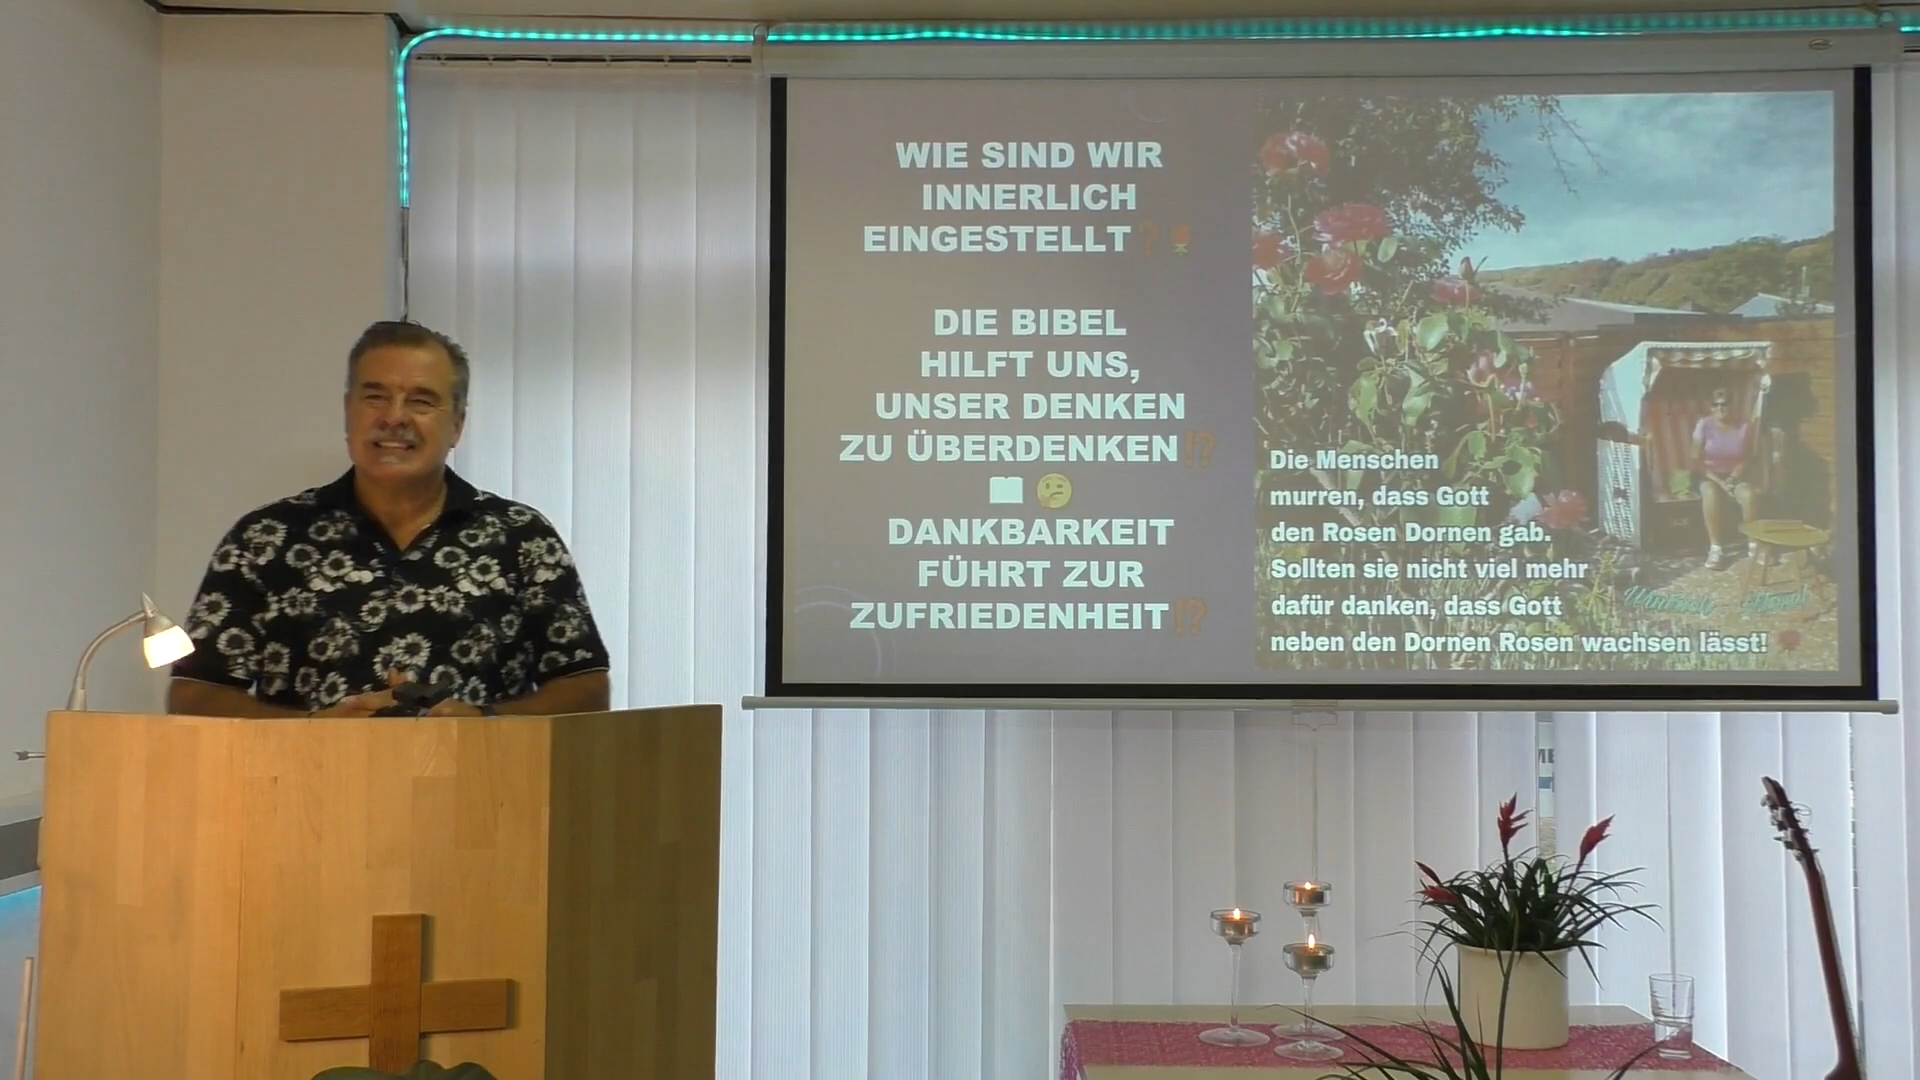 WIE SIND WIR
INNERLICH
EINGESTELLT❓🌷
DIE BIBEL
HILFT UNS,
UNSER DENKEN
ZU ÜBERDENKEN⁉️
📖 🤔
DANKBARKEIT
FÜHRT ZUR
ZUFRIEDENHEIT⁉️
Die Menschen
murren, dass Gott
den Rosen Dornen gab.
Sollten sie nicht viel mehr
dafür danken, dass Gott
neben den Dornen Rosen wachsen lässt!🌹